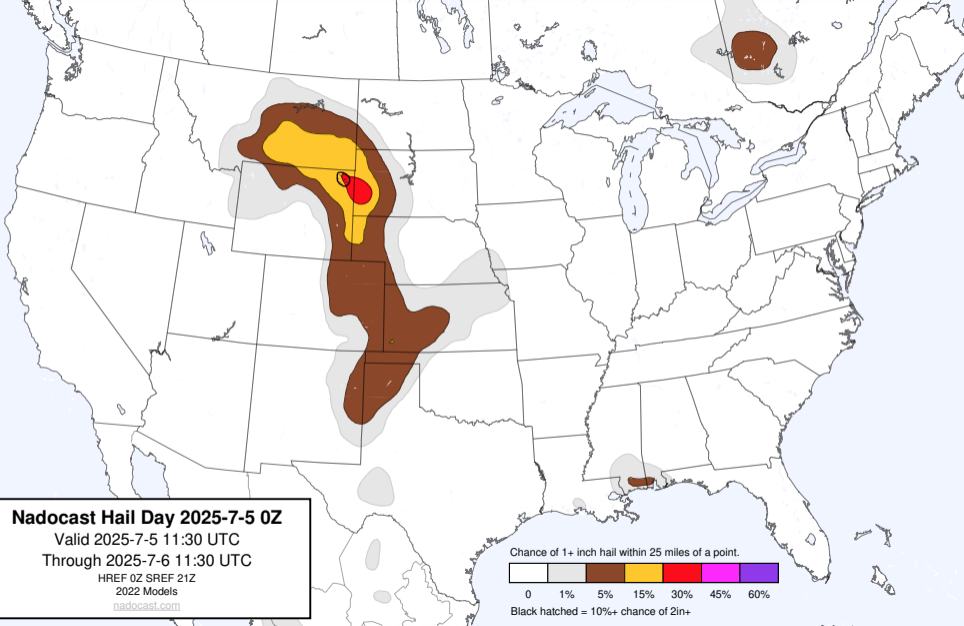 Nadocast Hail Day 2025-7-5 0Z
Valid 2025-7-5 11:30 UTC
Through 2025-7-6 11:30 UTC
HREF 0Z SREF 21Z
2022 Models
nadocast.com
Chance of 1+ inch hail within 25 miles of a point.
0 1% 5% 15% 30% 45% 60%
Black hatched = 10%+ chance of 2in+